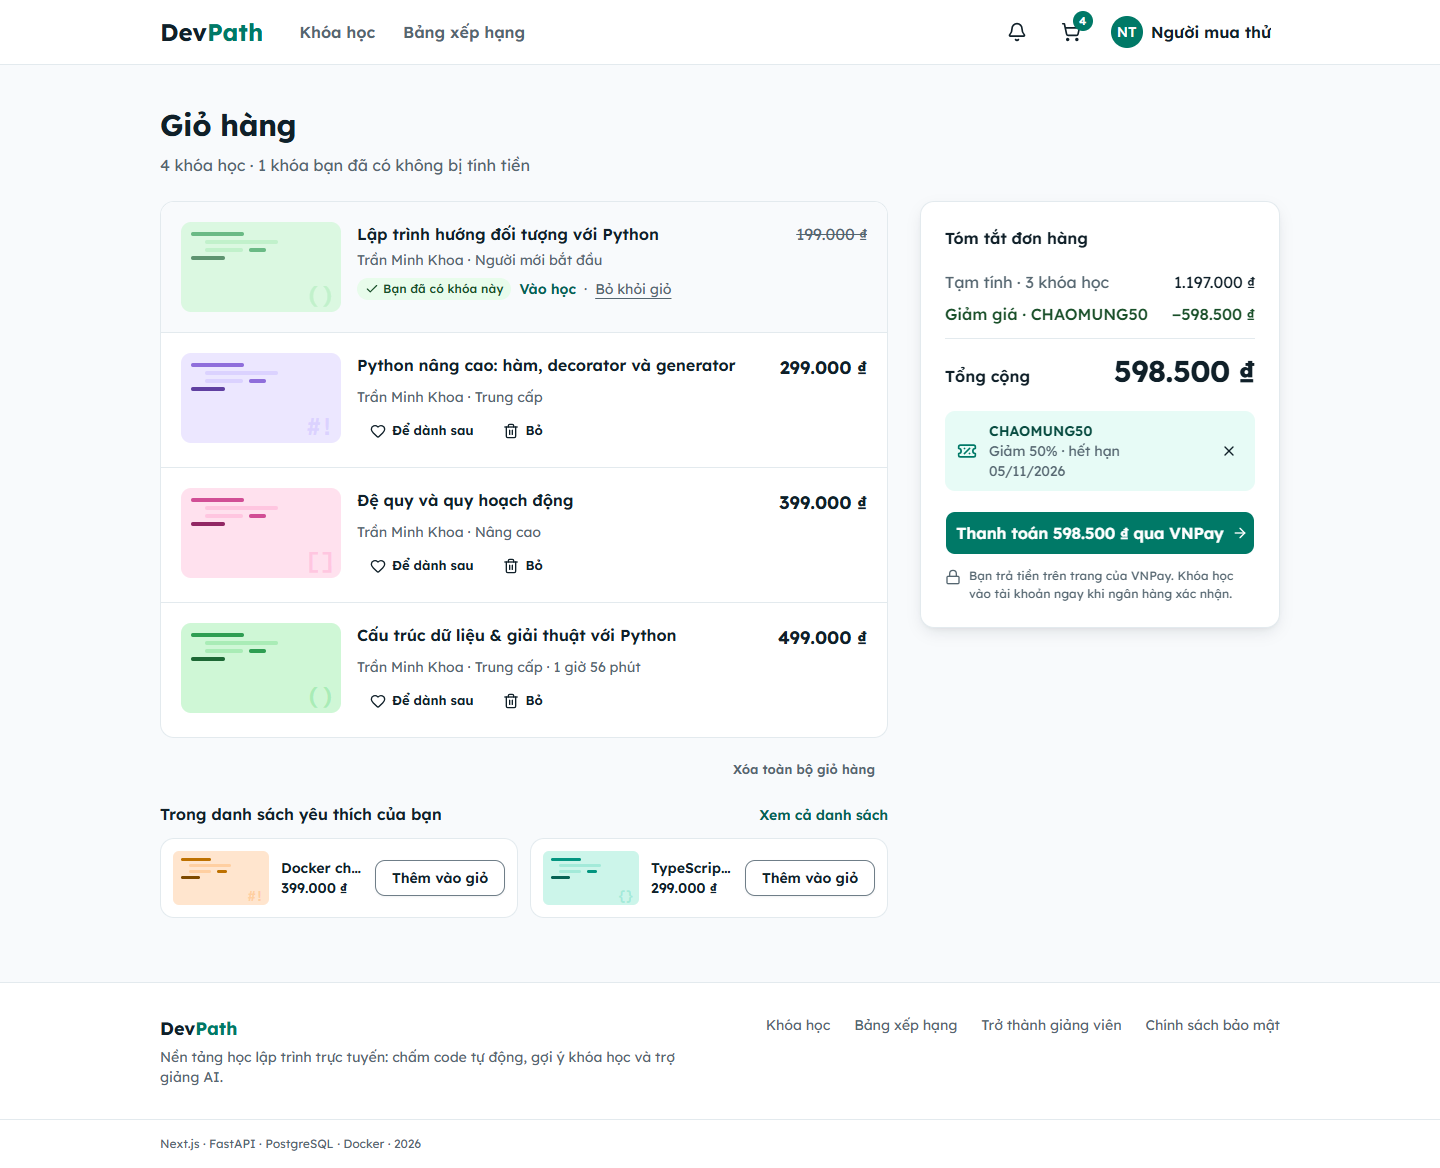 DevPath
Khóa học
Bảng xếp hạng
4
NT
Người mua thử
Giỏ hàng
4 khóa học · 1 khóa bạn đã có không bị tính tiền
()
Lập trình hướng đối tượng với Python
199.000 ₫
Trần Minh Khoa · Người mới bắt đầu
Bạn đã có khóa này
Vào học
·
Bỏ khỏi giỏ
#!
Python nâng cao: hàm, decorator và generator
299.000 ₫
Trần Minh Khoa · Trung cấp
Để dành sau
Bỏ
[]
Đệ quy và quy hoạch động
399.000 ₫
Trần Minh Khoa · Nâng cao
Để dành sau
Bỏ
()
Cấu trúc dữ liệu & giải thuật với Python
499.000 ₫
Trần Minh Khoa · Trung cấp · 1 giờ 56 phút
Để dành sau
Bỏ
Xóa toàn bộ giỏ hàng
Tóm tắt đơn hàng
Tạm tính · 3 khóa học
1.197.000 ₫
Giảm giá · CHAOMUNG50
−598.500 ₫
Tổng cộng
598.500 ₫
CHAOMUNG50
Giảm 50% · hết hạn
05/11/2026
Thanh toán 598.500 ₫ qua VNPay
Bạn trả tiền trên trang của VNPay. Khóa học
vào tài khoản ngay khi ngân hàng xác nhận.
Trong danh sách yêu thích của bạn
Xem cả danh sách
#!
Docker ch...
399.000 ₫
Thêm vào giỏ
{}
TypeScrip...
299.000 ₫
Thêm vào giỏ
DevPath
Nền tảng học lập trình trực tuyến: chấm code tự động, gợi ý khóa học và trợ
giảng AI.
Khóa học
Bảng xếp hạng
Trở thành giảng viên
Chính sách bảo mật
Next.js · FastAPI · PostgreSQL · Docker · 2026